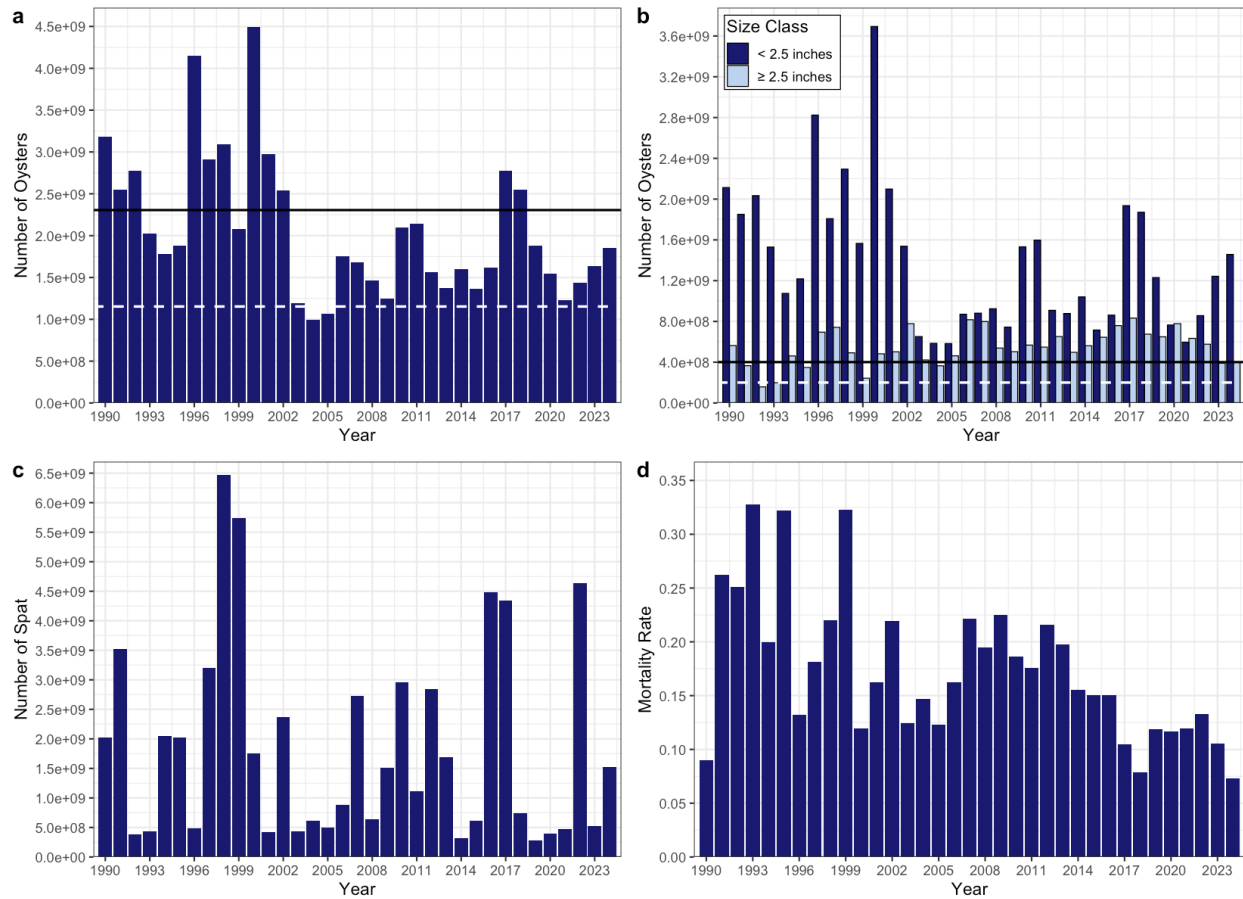 a
4.5e+09
4.0e+09
3.5e+09
3.0e+09
2.5e+09
2.0e+09
1.5e+09
1.0e+09
5.0e+08
0.0e+00
Number of Oysters
1990 1993 1996 1999 2002 2005 2008 2011 2014 2017 2020 2023
Year
b
Size Class
< 2.5 inches
≥ 2.5 inches
3.6e+09
3.2e+09
2.8e+09
2.4e+09
2.0e+09
1.6e+09
1.2e+09
8.0e+08
4.0e+08
0.0e+00
Number of Oysters
1990 1993 1996 1999 2002 2005 2008 2011 2014 2017 2020 2023
Year
c
6.5e+09
6.0e+09
5.5e+09
5.0e+09
4.5e+09
4.0e+09
3.5e+09
3.0e+09
2.5e+09
2.0e+09
1.5e+09
1.0e+09
5.0e+08
0.0e+00
Number of Spat
1990 1993 1996 1999 2002 2005 2008 2011 2014 2017 2020 2023
Year
d
0.35
0.30
0.25
0.20
0.15
0.10
0.05
0.00
Mortality Rate
1990 1993 1996 1999 2002 2005 2008 2011 2014 2017 2020 2023
Year